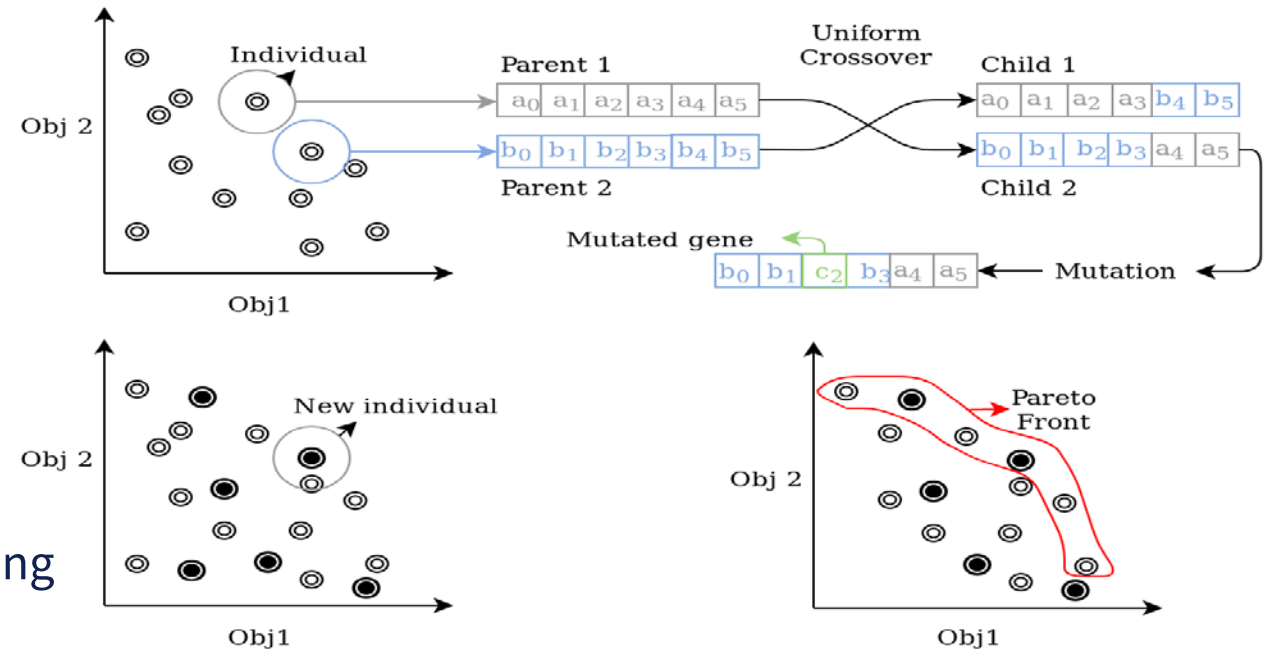 Individual
Obj 2
Obj1
Parent 1
a0 a1 a2 a3 a4 a5
b0 b1 b2 b3 b4 b5
Parent 2
Uniform
Crossover
Child 1
a0 a1 a2 a3 b4 b5
b0 b1 b2 b3 a4 a5
Child 2
Mutated gene
b0 b1 c2 b3 a4 a5
Mutation
New individual
Obj 2
Obj1
ng
Pareto
Front
Obj 2
Obj1